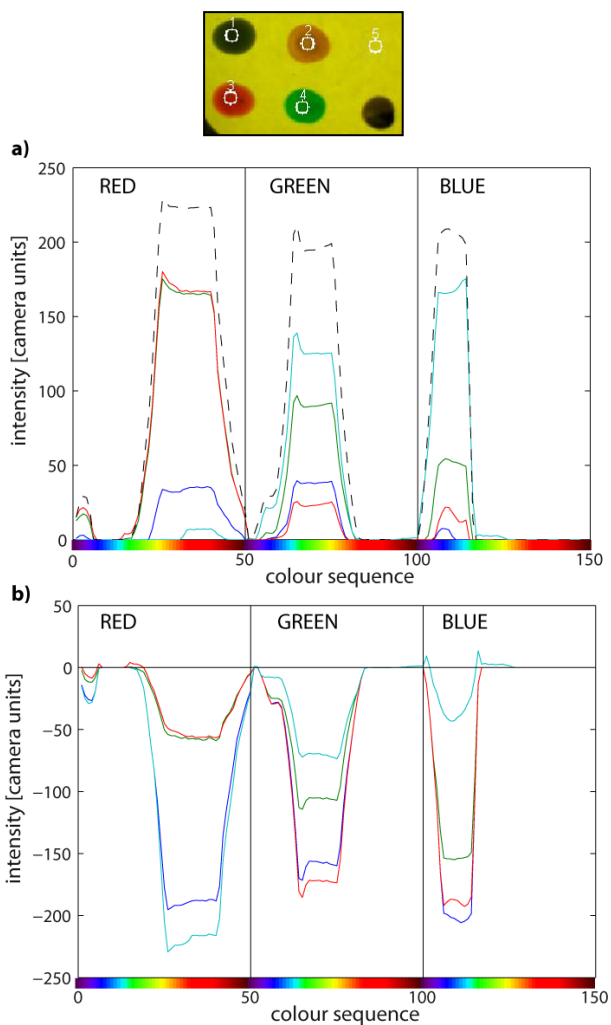 1 2 5
3 4
a)
250
200
150
100
50
0
RED GREEN BLUE
intensity [camera units]
0 50 100 150
colour sequence
b)
50
0
−50
−100
−150
−200
−250
RED GREEN BLUE
intensity [camera units]
0 50 100 150
colour sequence